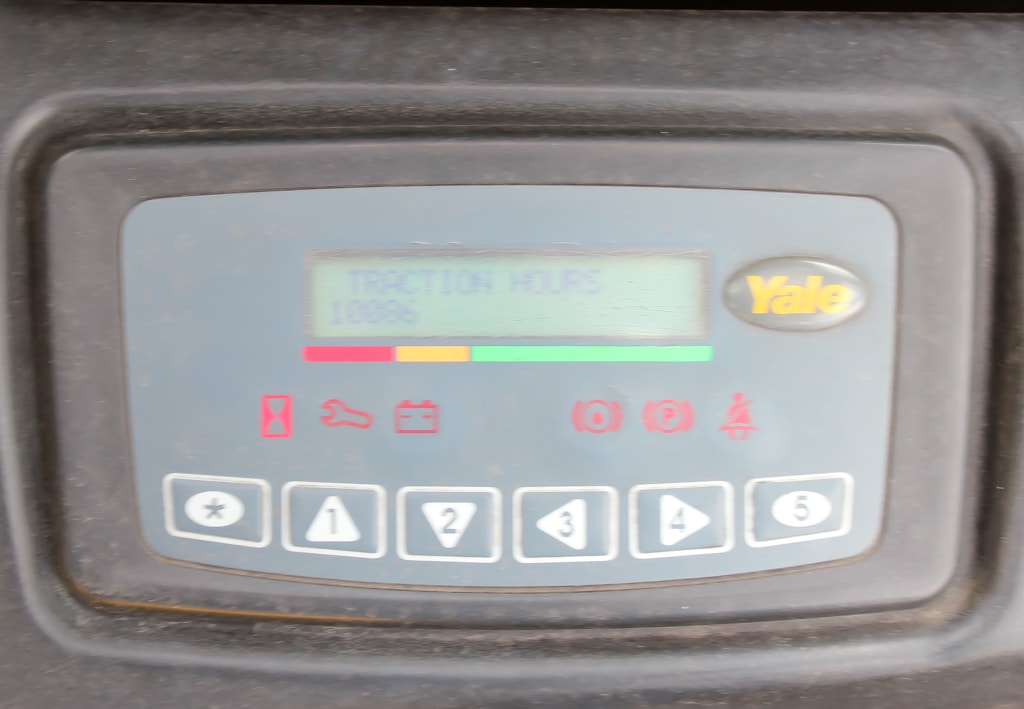 TRACTION HOURS
10086
Yale
P
* 1 2 3 4 5